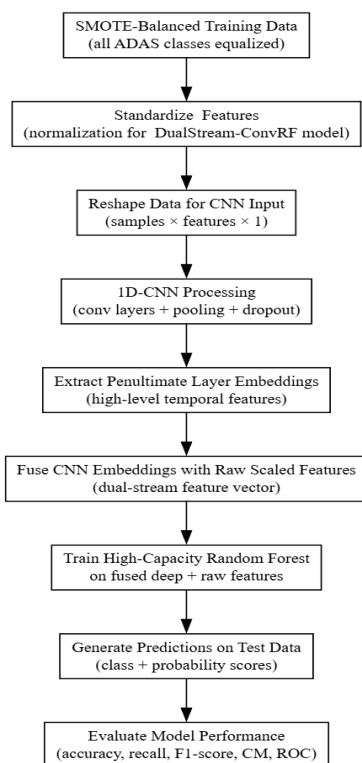 SMOTE-Balanced Training Data
(all ADAS classes equalized)
Standardize Features
(normalization for DualStream-ConvRF model)
Reshape Data for CNN Input
(samples × features × 1)
1D-CNN Processing
(conv layers + pooling + dropout)
Extract Penultimate Layer Embeddings
(high-level temporal features)
Fuse CNN Embeddings with Raw Scaled Features
(dual-stream feature vector)
Train High-Capacity Random Forest
on fused deep + raw features
Generate Predictions on Test Data
(class + probability scores)
Evaluate Model Performance
(accuracy, recall, F1-score, CM, ROC)